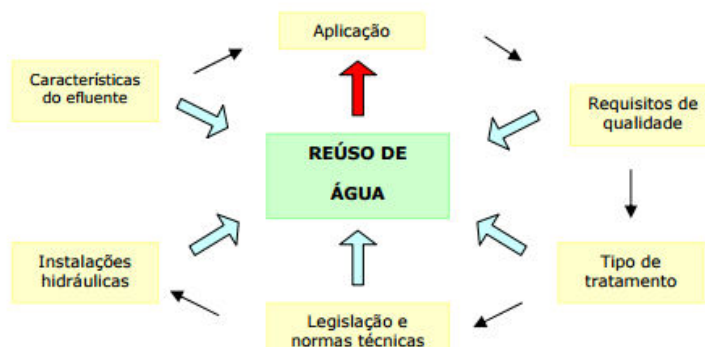 Aplicação
Características
do efluente
Requisitos de
qualidade
REÚSO DE
ÁGUA
Instalações
hidráulicas
Tipo de
tratamento
Legislação e
normas técnicas